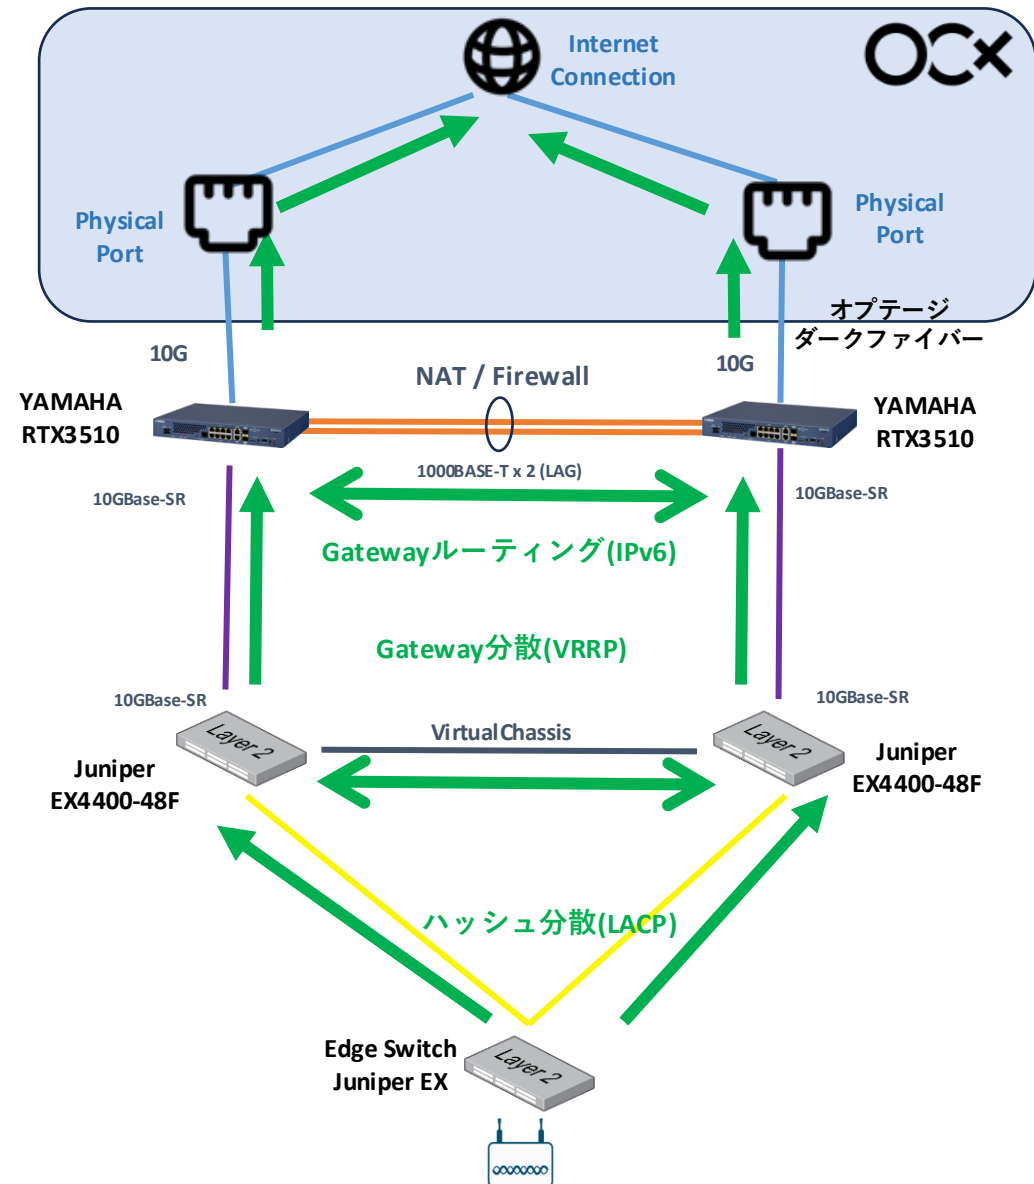 Internet
Connection
OCX
Physical
Port
Physical
Port
オプテージ
ダークファイバー
10G
10G
NAT / Firewall
YAMAHA
RTX3510
YAMAHA
RTX3510
1000BASE-T x 2 (LAG)
10GBase-SR
10GBase-SR
Gatewayルーティング(IPv6)
Gateway分散(VRRP)
10GBase-SR
10GBase-SR
Layer 2
VirtualChassis
Layer 2
Juniper
EX4400-48F
Juniper
EX4400-48F
ハッシュ分散(LACP)
Edge Switch
Juniper EX
Layer 2